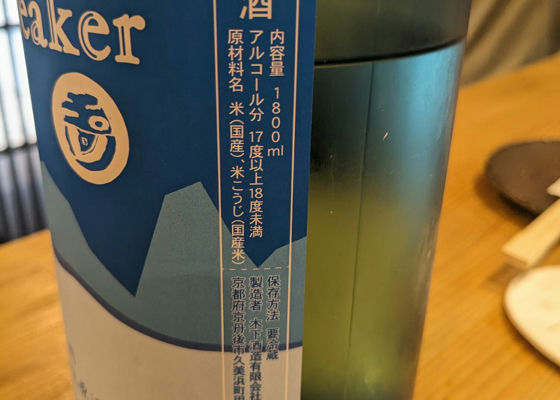 eaker
酒
内容量 1800ml
アルコール分 17度以上18度未満
原材料名 米(国産)、米こうじ(国産米)
保存方法 要冷蔵
製造者 木下酒造有限会社
京都府京丹後市久美浜町甲